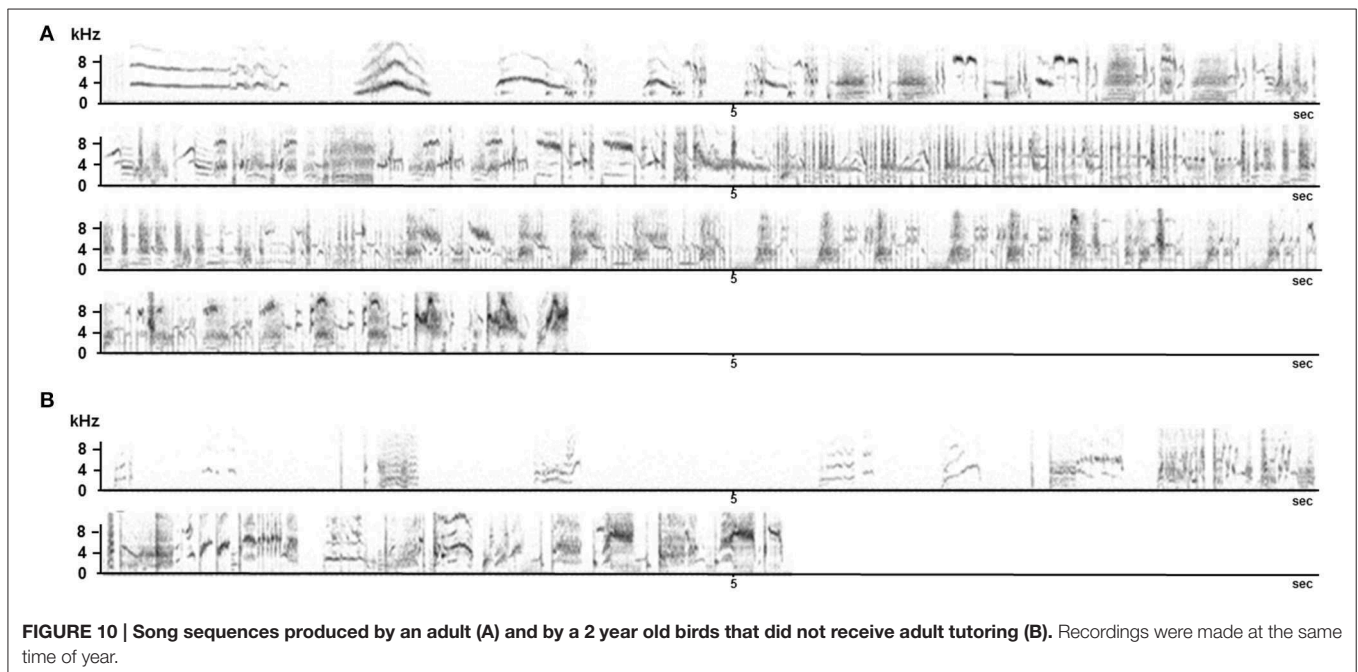 A kHz
8
4
0
5 sec
8
4
0
5 sec
8
4
0
5 sec
8
4
0
5 sec
B
kHz
8
4
0
5 sec
8
4
0
5 sec
FIGURE 10 | Song sequences produced by an adult (A) and by a 2 year old birds that did not receive adult tutoring (B). Recordings were made at the same
time of year.